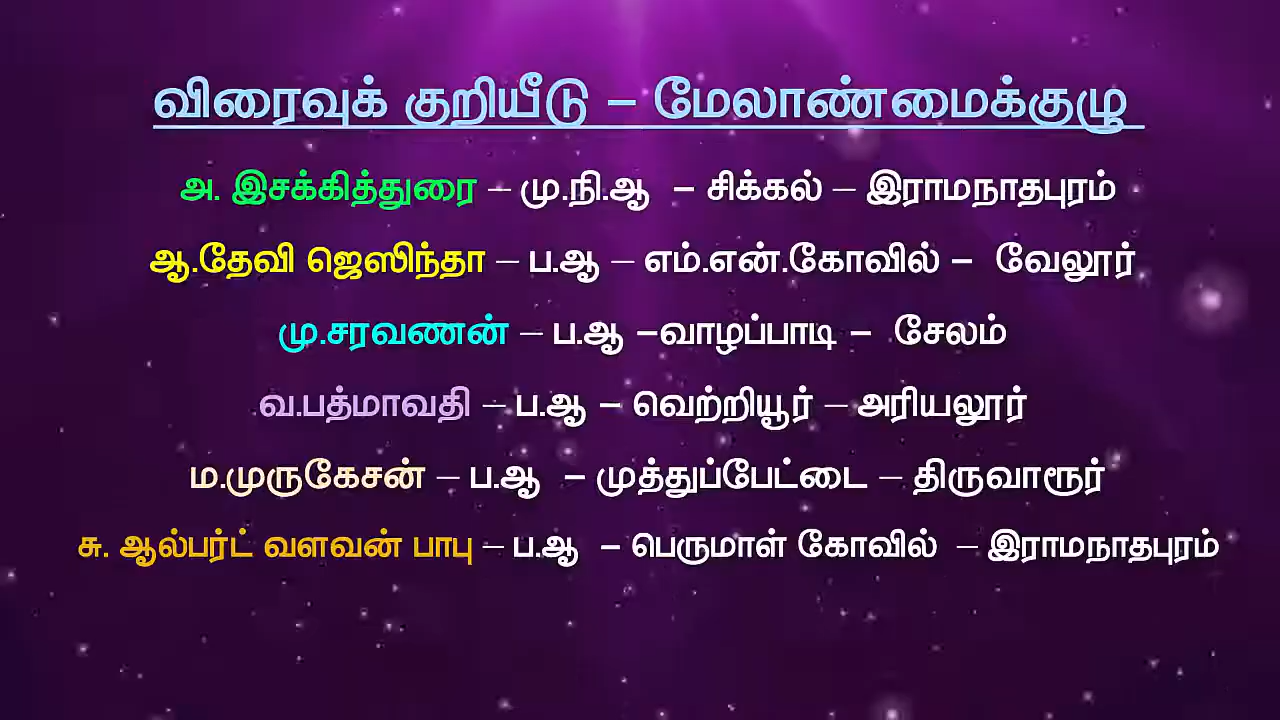 விரைவுக் குறியீடு – மேலாண்மைக்குழு
அ. இசக்கித்துரை – மு.நி.ஆ – சிக்கல் – இராமநாதபுரம்
ஆ.தேவி ஜெஸிந்தா – ப.ஆ – எம்.என்.கோவில் – வேலூர்
மு.சரவணன் – ப.ஆ –வாழப்பாடி – சேலம்
வ.பத்மாவதி – ப.ஆ – வெற்றியூர் – அரியலூர்
ம.முருகேசன் – ப.ஆ – முத்துப்பேட்டை – திருவாரூர்
சு. ஆல்பர்ட் வளவன் பாபு – ப.ஆ – பெருமாள் கோவில் – இராமநாதபுரம்